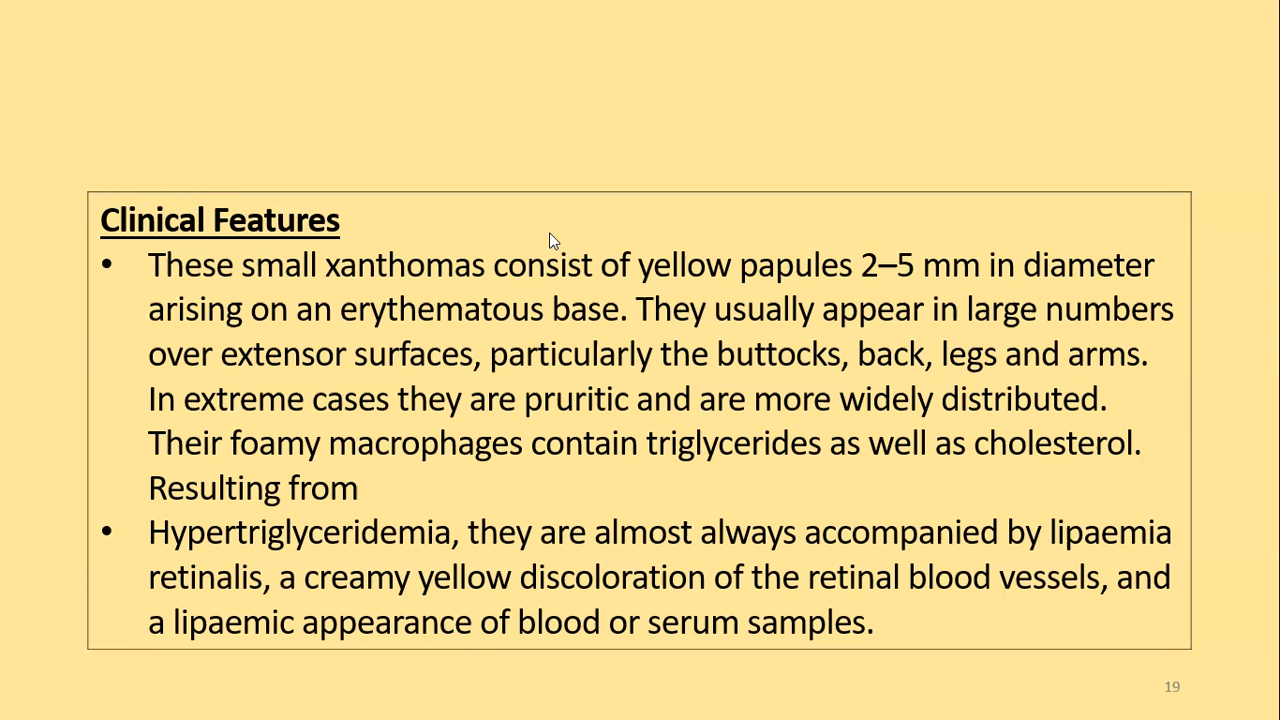 Clinical Features
• These small xanthomas consist of yellow papules 2–5 mm in diameter
arising on an erythematous base. They usually appear in large numbers
over extensor surfaces, particularly the buttocks, back, legs and arms.
In extreme cases they are pruritic and are more widely distributed.
Their foamy macrophages contain triglycerides as well as cholesterol.
Resulting from
• Hypertriglyceridemia, they are almost always accompanied by lipaemia
retinalis, a creamy yellow discoloration of the retinal blood vessels, and
a lipaemic appearance of blood or serum samples.
19